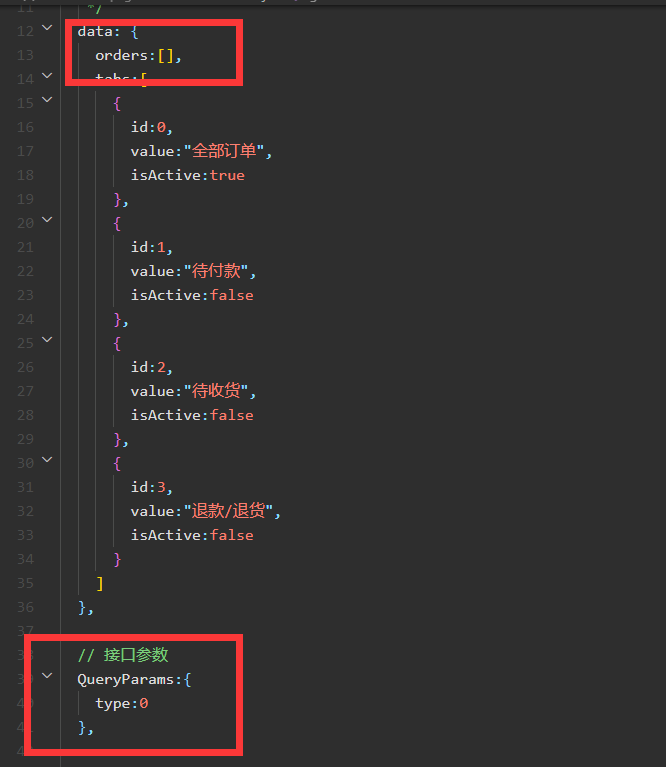 11 */
12 data: {
13 orders:[],
14 tabs:[
15 {
16 id:0,
17 value:"全部订单",
18 isActive:true
19 },
20 {
21 id:1,
22 value:"待付款",
23 isActive:false
24 },
25 {
26 id:2,
27 value:"待收货",
28 isActive:false
29 },
30 {
31 id:3,
32 value:"退款/退货",
33 isActive:false
34 }
35 ]
36 },
37
38 // 接口参数
39 QueryParams:{
40 type:0
41 },